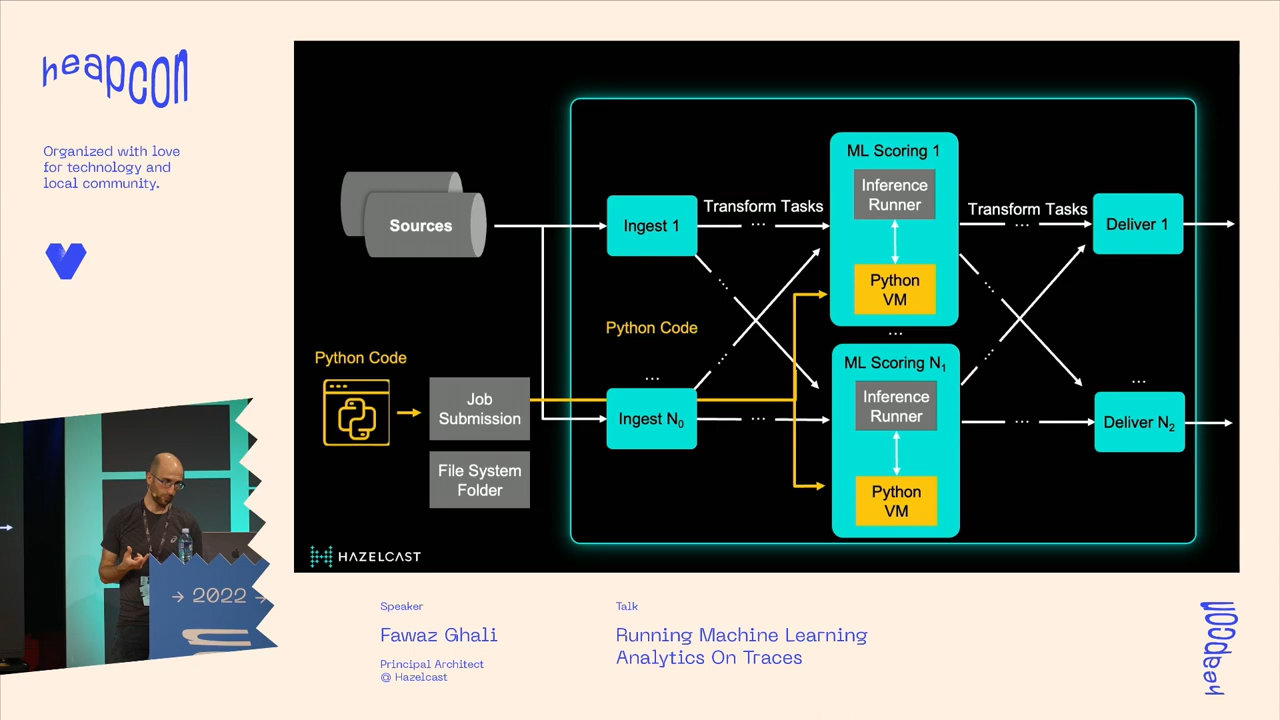 heapcon
Organized with love
for technology and
local community.
Sources
Python Code
Job
Submission
File System
Folder
Ingest 1
Transform Tasks
...
...
Python Code
...
Ingest N₀
...
...
ML Scoring 1
Inference
Runner
Python
VM
...
ML Scoring N₁
Inference
Runner
Python
VM
Transform Tasks
...
...
...
...
Deliver 1
...
Deliver N₂
HAZELCAST
→ 2022 →
Speaker
Fawaz Ghali
Principal Architect
@ Hazelcast
Talk
Running Machine Learning
Analytics On Traces
heapcon